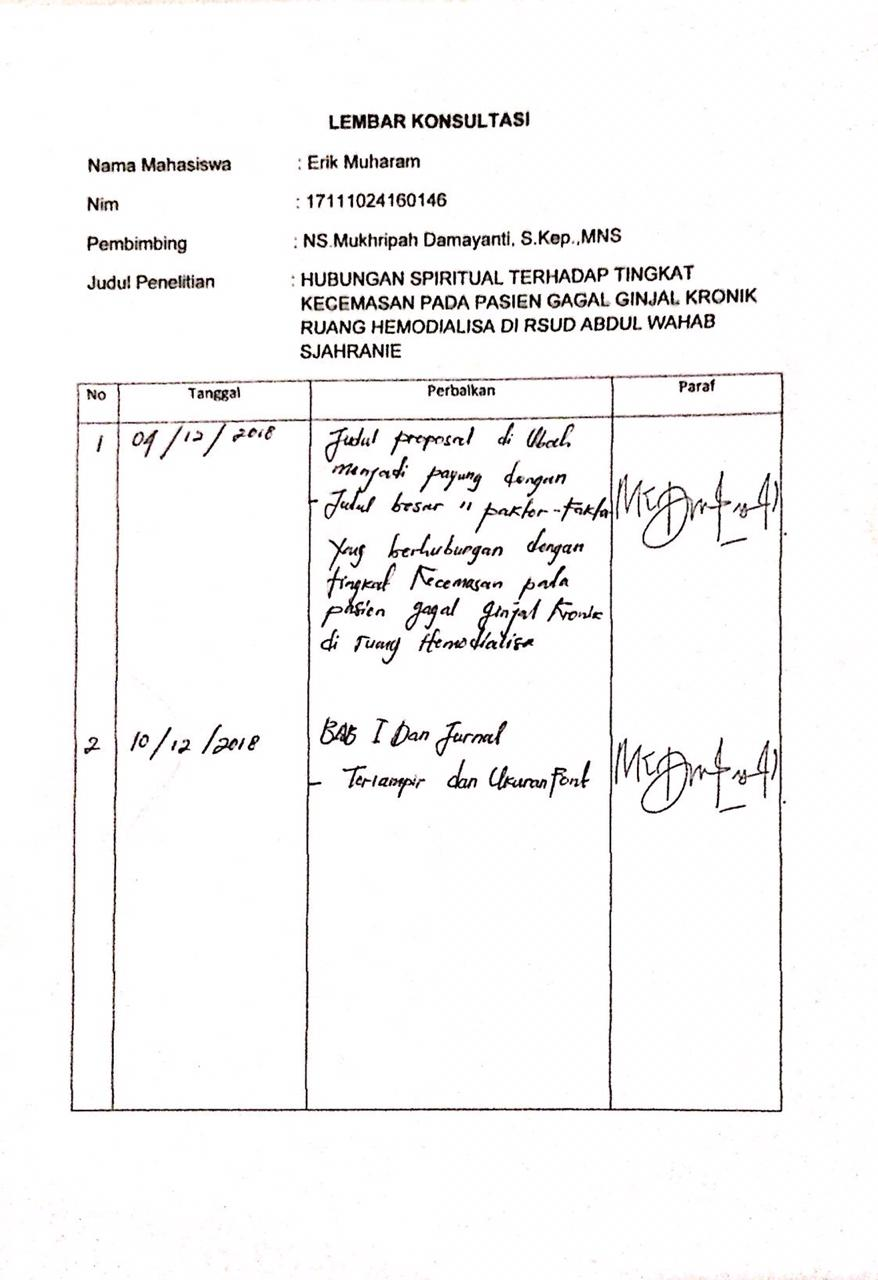 LEMBAR KONSULTASI
Nama Mahasiswa : Erik Muharam
Nim : 17111024160146
Pembimbing : NS.Mukhripah Damayanti, S.Kep.,MNS
Judul Penelitian : HUBUNGAN SPIRITUAL TERHADAP TINGKAT
KECEMASAN PADA PASIEN GAGAL GINJAL KRONIK
RUANG HEMODIALISA DI RSUD ABDUL WAHAB
SJAHRANIE
No Tanggal Perbaikan Paraf
1 /12/2018 Judul proposal di Ubah
menjadi payung dengan
- Judul besar " paktor-fakto
Yang berhubungan dengan
tingkat Kecemasan pada
pasien gagal ginjal Kronik
di ruang Hemodialisa
2 10/12/2018 BAB I Dan Jurnal
- Terlampir dan Ukuran Font